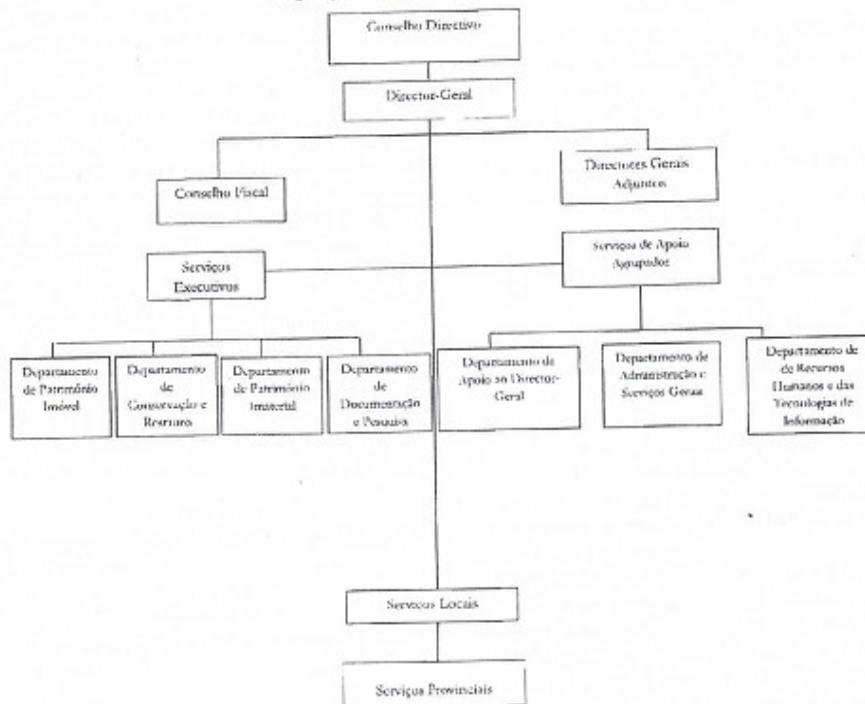 Conselho Directivo
Director-Geral
Conselho Fiscal
Directores Gerais
Adjuntos
Serviços
Executivos
Serviços de Apoio
Agrupados
Departamento
de Património
Imóvel
Departamento
de
Conservação e
Restauro
Departamento
de Património
Imaterial
Departamento
de
Documentação
e Pesquisa
Departamento de
Apoio ao Director-
Geral
Departamento de
Administração e
Serviços Gerais
Departamento de
de Recursos
Humanos e das
Tecnologias de
Informação
Serviços Locais
Serviços Provinciais